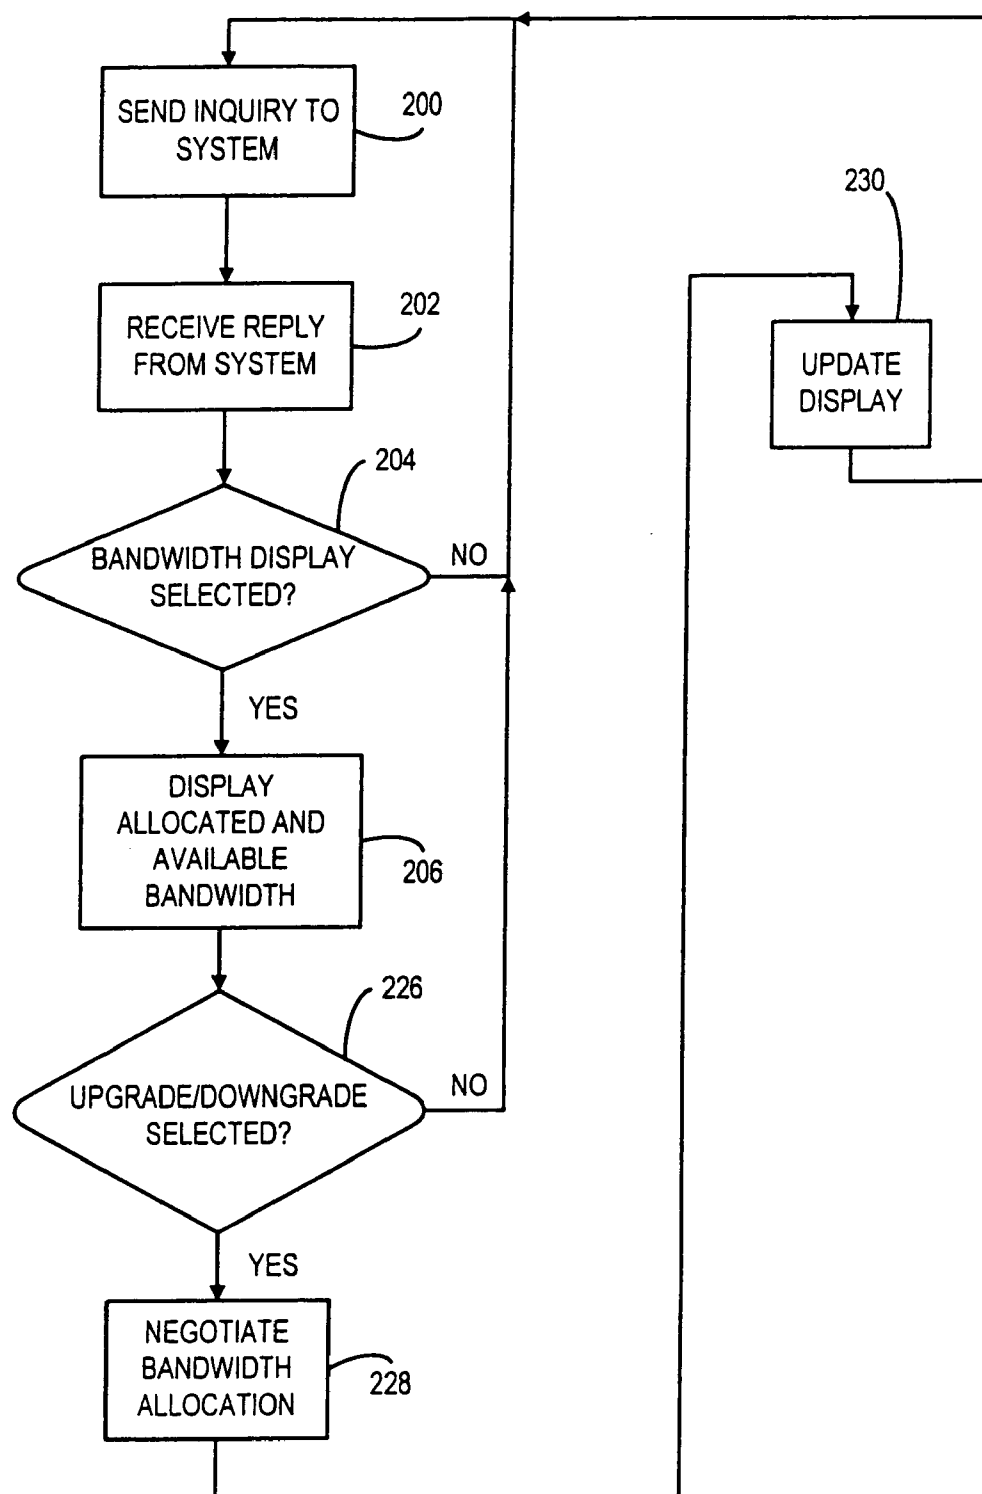 SEND INQUIRY TO
SYSTEM
200
RECEIVE REPLY
FROM SYSTEM
202
BANDWIDTH DISPLAY
SELECTED?
204
NO
YES
DISPLAY
ALLOCATED AND
AVAILABLE
BANDWIDTH
206
UPGRADE/DOWNGRADE
SELECTED?
226
NO
YES
NEGOTIATE
BANDWIDTH
ALLOCATION
228
230
UPDATE
DISPLAY